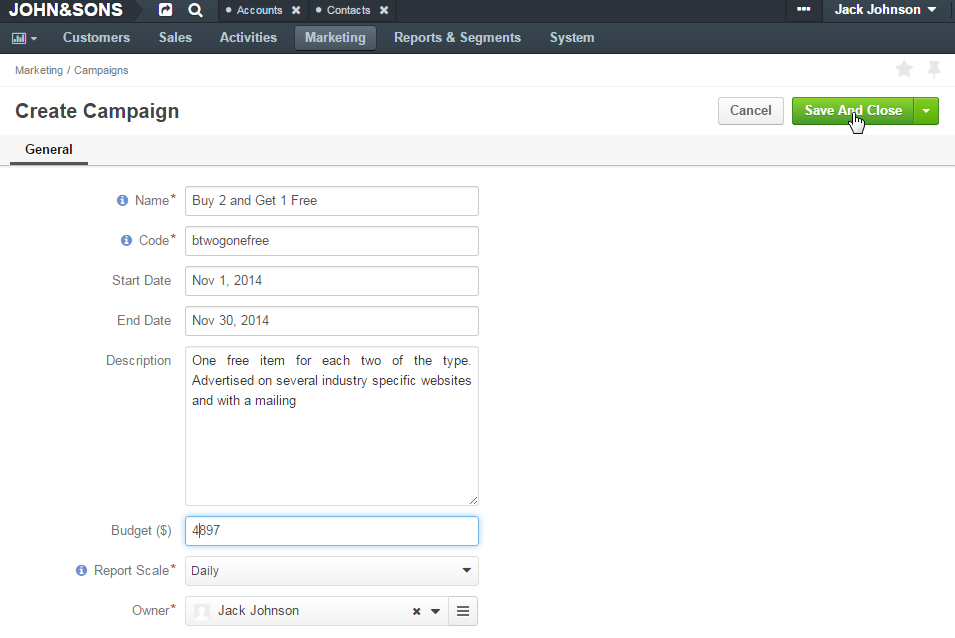 JOHN&SONS Accounts Contacts Jack Johnson
Customers Sales Activities Marketing Reports & Segments System
Marketing / Campaigns
Create Campaign Cancel Save And Close
General
Name* Buy 2 and Get 1 Free
Code* btwogonefree
Start Date Nov 1, 2014
End Date Nov 30, 2014
Description One free item for each two of the type.
Advertised on several industry specific websites
and with a mailing
Budget ($) 4897
Report Scale* Daily
Owner* Jack Johnson